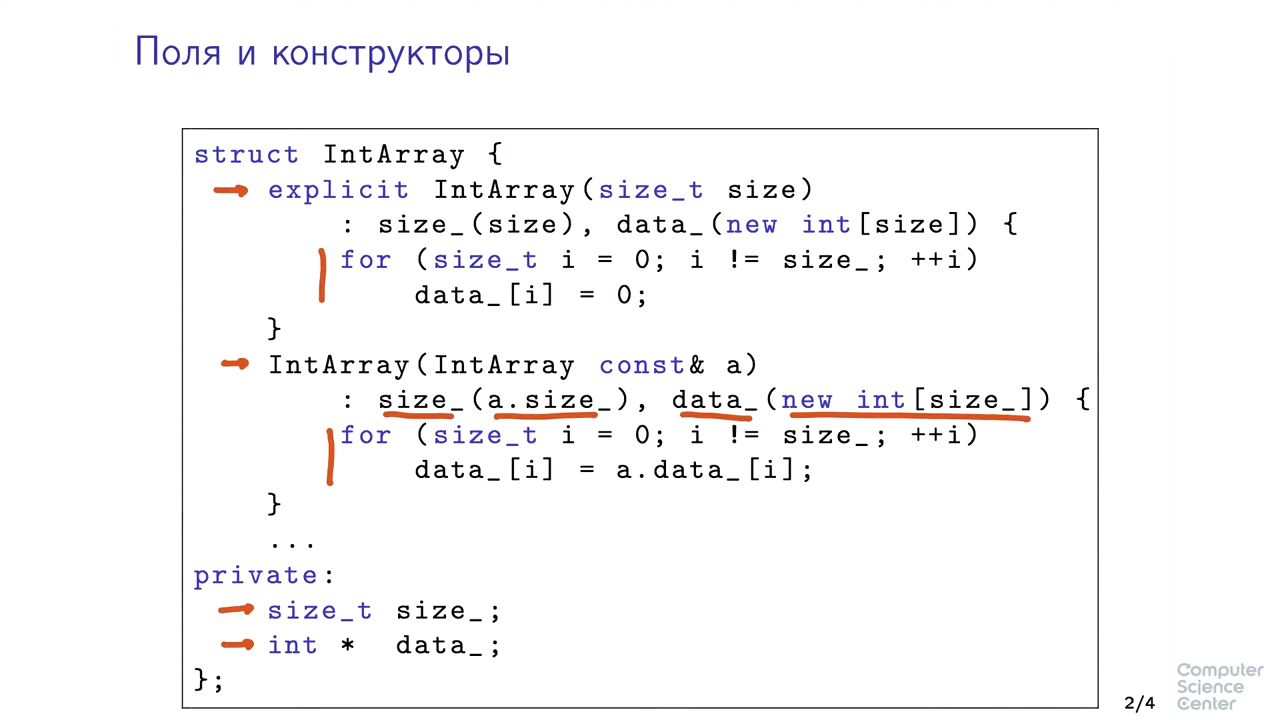 Поля и конструкторы
struct IntArray {
explicit IntArray(size_t size)
: size_(size), data_(new int[size]) {
for (size_t i = 0; i != size_; ++i)
data_[i] = 0;
}
IntArray(IntArray const& a)
: size_(a.size_), data_(new int[size_]) {
for (size_t i = 0; i != size_; ++i)
data_[i] = a.data_[i];
}
...
private:
size_t size_;
int * data_;
};
2/4
Computer
Science
Center